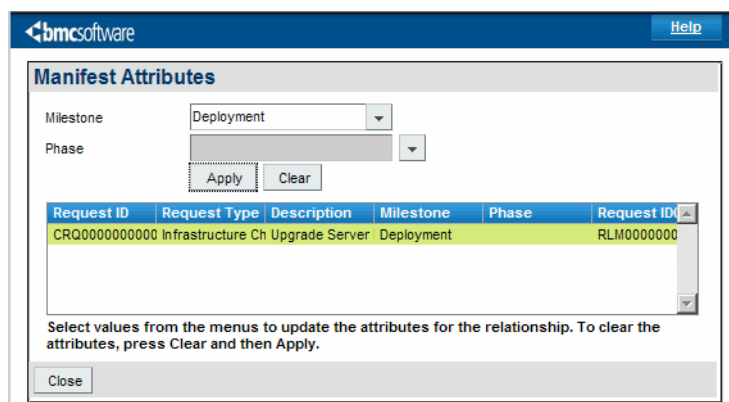 bmcsoftware
Help
Manifest Attributes
Milestone
Deployment
Phase
Apply Clear
Request ID Request Type Description Milestone Phase Request ID
CRQ0000000000 Infrastructure Ch Upgrade Server Deployment RLM0000000
Select values from the menus to update the attributes for the relationship. To clear the
attributes, press Clear and then Apply.
Close